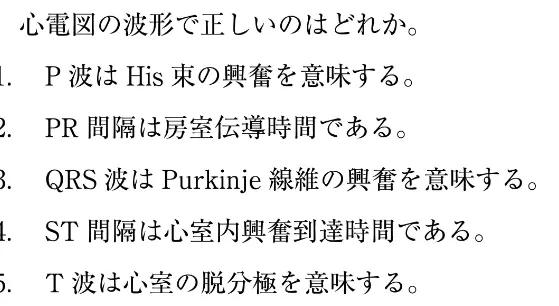 心電図の波形で正しいのはどれか。
1. P 波は His 束の興奮を意味する。
2. PR 間隔は房室伝導時間である。
3. QRS 波は Purkinje 線維の興奮を意味する。
4. ST 間隔は心室内興奮到達時間である。
5. T 波は心室の脱分極を意味する。